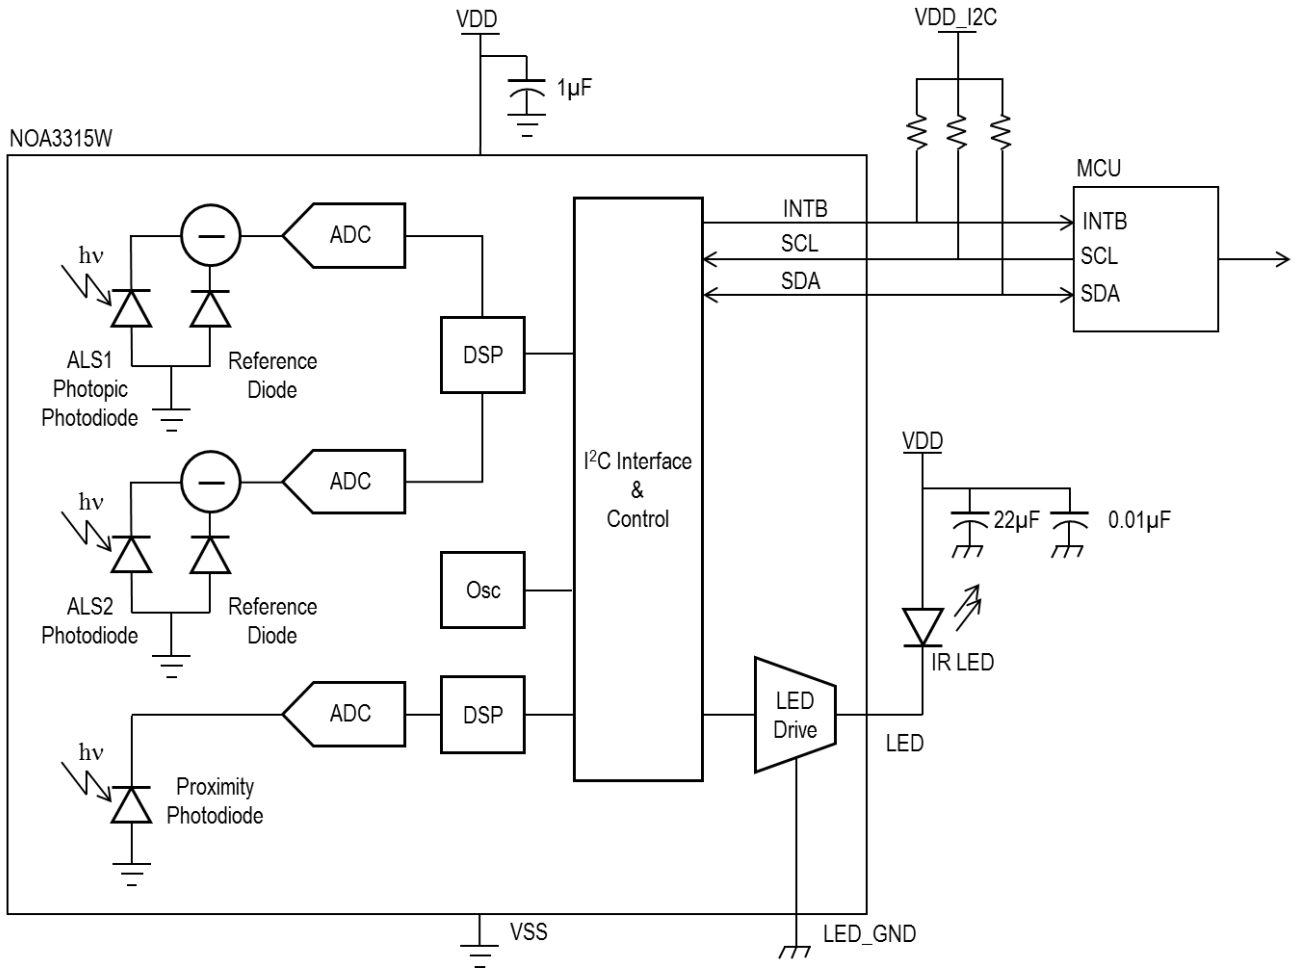 VDD
VDD_I2C
1µF
NOA3315W
MCU
INTB
INTB
SCL
SCL
SDA
SDA
hν
ADC
ALS1
Photopic
Photodiode
Reference
Diode
DSP
hν
ADC
ALS2
Photodiode
Reference
Diode
Osc
I²C Interface
&
Control
VDD
22µF
0.01µF
IR LED
hν
ADC
DSP
LED
Drive
LED
Proximity
Photodiode
VSS
LED_GND